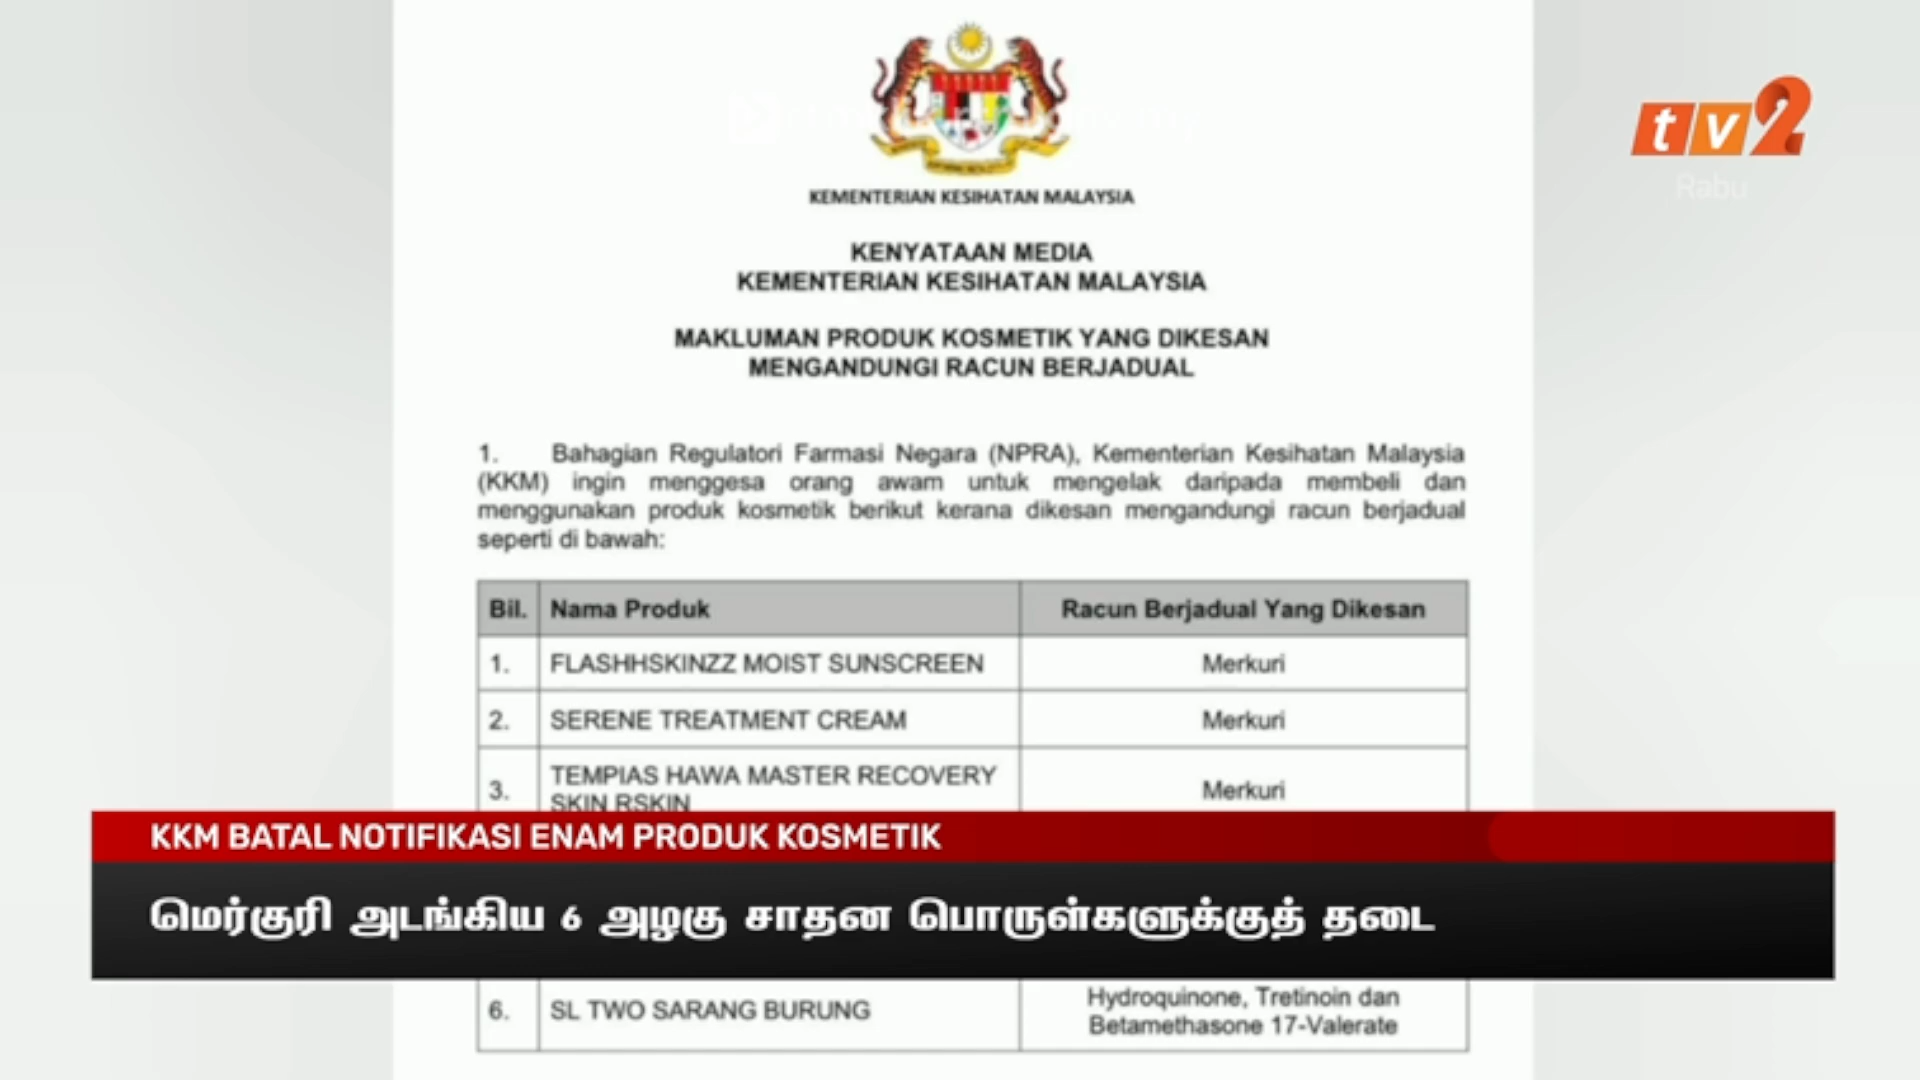 tv2
Rabu
KEMENTERIAN KESIHATAN MALAYSIA
KENYATAAN MEDIA
KEMENTERIAN KESIHATAN MALAYSIA
MAKLUMAN PRODUK KOSMETIK YANG DIKESAN
MENGANDUNGI RACUN BERJADUAL
1. Bahagian Regulatori Farmasi Negara (NPRA), Kementerian Kesihatan Malaysia
(KKM) ingin menggesa orang awam untuk mengelak daripada membeli dan
menggunakan produk kosmetik berikut kerana dikesan mengandungi racun berjadual
seperti di bawah:
Bil. Nama Produk Racun Berjadual Yang Dikesan
1. FLASHHSKINZZ MOIST SUNSCREEN Merkuri
2. SERENE TREATMENT CREAM Merkuri
3. TEMPIAS HAWA MASTER RECOVERY
SKIN RSKIN Merkuri
KKM BATAL NOTIFIKASI ENAM PRODUK KOSMETIK
மெர்குரி அடங்கிய 6 அழகு சாதன பொருள்களுக்குத் தடை
6. SL TWO SARANG BURUNG Hydroquinone, Tretinoin dan
Betamethasone 17-Valerate